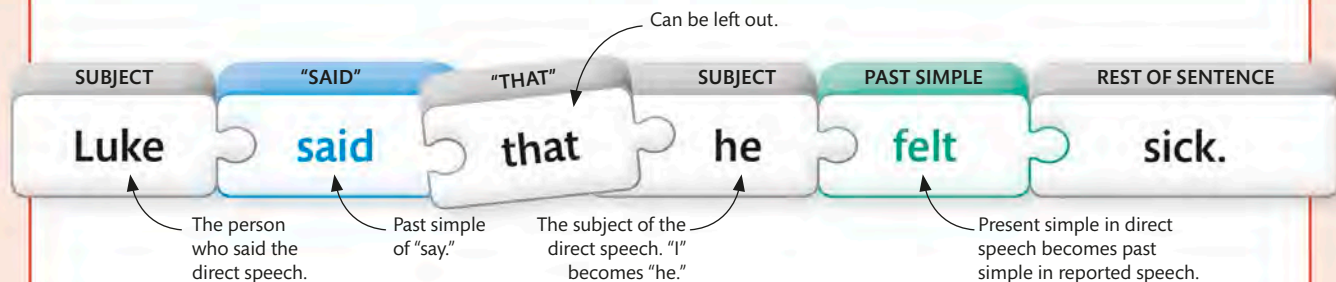 Can be left out.
SUBJECT "SAID" "THAT" SUBJECT PAST SIMPLE REST OF SENTENCE
Luke said that he felt sick.
The person
who said the
direct speech.
Past simple
of "say."
The subject of the
direct speech. "I"
becomes "he."
Present simple in direct
speech becomes past
simple in reported speech.